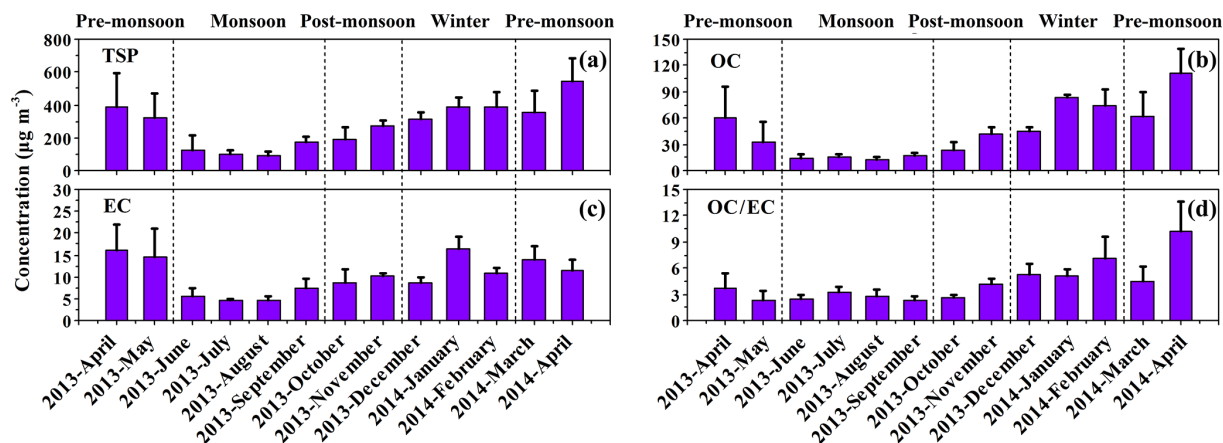 Pre-monsoon Monsoon Post-monsoon Winter Pre-monsoon
Concentration (μg m⁻³)
800
600
400
200
0
TSP
(a)
30
25
20
15
10
5
0
EC
(c)
2013-April
2013-May
2013-June
2013-July
2013-August
2013-September
2013-October
2013-November
2013-December
2014-January
2014-February
2014-March
2014-April
Pre-monsoon Monsoon Post-monsoon Winter Pre-monsoon
150
120
90
60
30
0
OC
(b)
15
12
9
6
3
0
OC/EC
(d)
2013-April
2013-May
2013-June
2013-July
2013-August
2013-September
2013-October
2013-November
2013-December
2014-January
2014-February
2014-March
2014-April